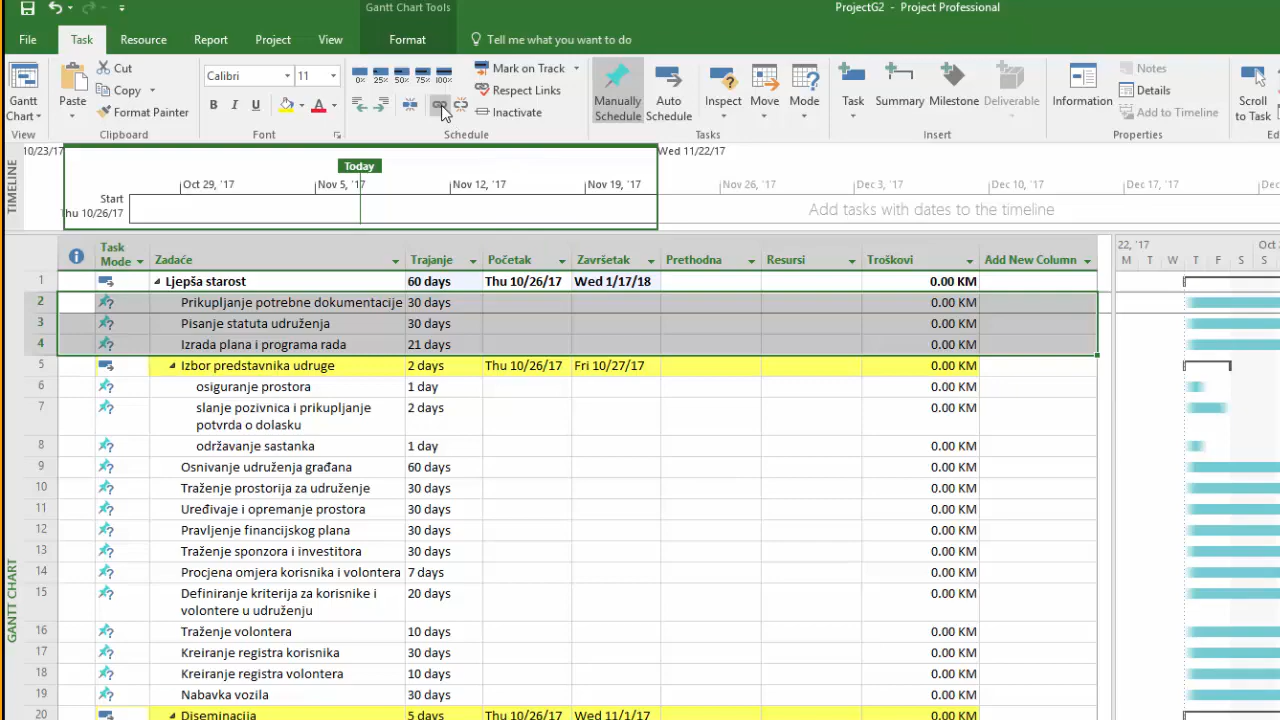 Gantt Chart Tools
ProjectG2 - Project Professional
File Task Resource Report Project View Format Tell me what you want to do
Gantt Chart
View
Paste
Cut
Copy
Format Painter
Clipboard
Calibri 11
B I U A
Font
0% 25% 50% 75% 100%
Mark on Track
Respect Links
Inactivate
Schedule
Manually Schedule
Auto Schedule
Inspect Move Mode
Tasks
Task Summary Milestone Deliverable
Insert
Information
Notes
Details
Add to Timeline
Properties
Scroll to Task
TIMELINE
10/23/17
Wed 11/22/17
Today
Oct 29, '17 Nov 5, '17 Nov 12, '17 Nov 19, '17 Nov 26, '17 Dec 3, '17 Dec 10, '17 Dec 17, '17
Start
Thu 10/26/17
Add tasks with dates to the timeline
Task Mode Zadaće Trajanje Početak Završetak Prethodna Resursi Troškovi Add New Column
22, '17
M T W T F S S M
1 Ljepša starost 60 days Thu 10/26/17 Wed 1/17/18 0.00 KM
2 Prikupljanje potrebne dokumentacije 30 days 0.00 KM
3 Pisanje statuta udruženja 30 days 0.00 KM
4 Izrada plana i programa rada 21 days 0.00 KM
5 Izbor predstavnika udruge 2 days Thu 10/26/17 Fri 10/27/17 0.00 KM
6 osiguranje prostora 1 day 0.00 KM
7 slanje pozivnica i prikupljanje 2 days 0.00 KM
potvrda o dolasku
8 održavanje sastanka 1 day 0.00 KM
9 Osnivanje udruženja građana 60 days 0.00 KM
10 Traženje prostorija za udruženje 30 days 0.00 KM
11 Uređivaje i opremanje prostora 30 days 0.00 KM
12 Pravljenje financijskog plana 30 days 0.00 KM
13 Traženje sponzora i investitora 30 days 0.00 KM
14 Procjena omjera korisnika i volontera 7 days 0.00 KM
15 Definiranje kriterija za korisnike i 20 days 0.00 KM
volontere u udruženju
16 Traženje volontera 10 days 0.00 KM
17 Kreiranje registra korisnika 30 days 0.00 KM
18 Kreiranje registra volontera 10 days 0.00 KM
19 Nabavka vozila 30 days 0.00 KM
20 Diseminacija 5 days Thu 10/26/17 Wed 11/1/17 0.00 KM
GANTT CHART